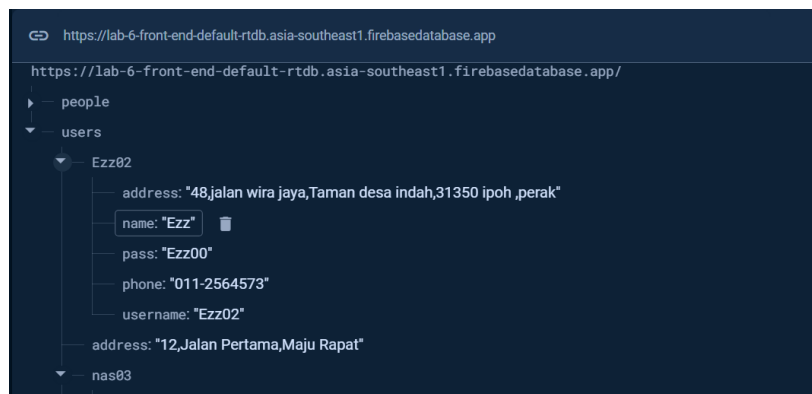 https://lab-6-front-end-default-rtdb.asia-southeast1.firebasedatabase.app
https://lab-6-front-end-default-rtdb.asia-southeast1.firebasedatabase.app/
people
users
Ezz02
address: "48,jalan wira jaya,Taman desa indah,31350 ipoh ,perak"
name: "Ezz"
pass: "Ezz00"
phone: "011-2564573"
username: "Ezz02"
address: "12,Jalan Pertama,Maju Rapat"
nas03